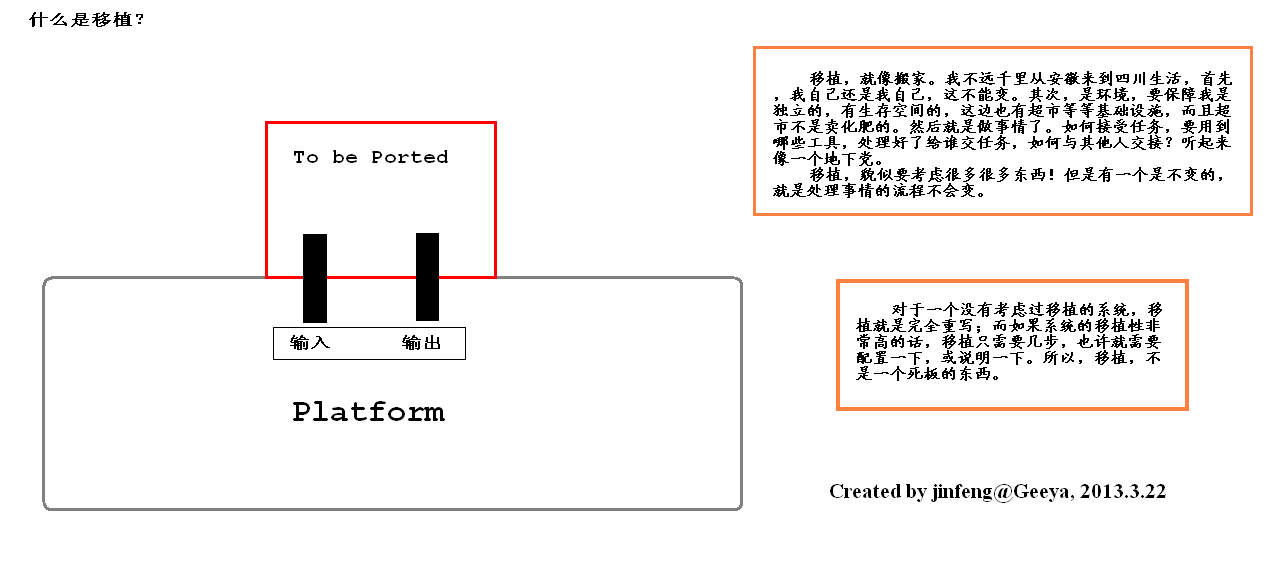 什么是移植?
移植，就像搬家。我不远千里从安徽来到四川生活，首先
，我自己还是我自己，这不能变。其次，是环境，要保障我是
独立的，有生存空间的，这边也有超市等等基础设施，而且超
市不是卖化肥的。然后就是做事情了。如何接受任务，要用到
哪些工具，处理好了给谁交任务，如何与其他人交接？听起来
像一个地下党。
移植，貌似要考虑很多很多东西！但是有一个是不变的，
就是处理事情的流程不会变。
To be Ported
输入
输出
Platform
对于一个没有考虑过移植的系统，移
植就是完全重写；而如果系统的移植性非
常高的话，移植只需要几步，也许就需要
配置一下，或说明一下。所以，移植，不
是一个死板的东西。
Created by jinfeng@Geeya, 2013.3.22